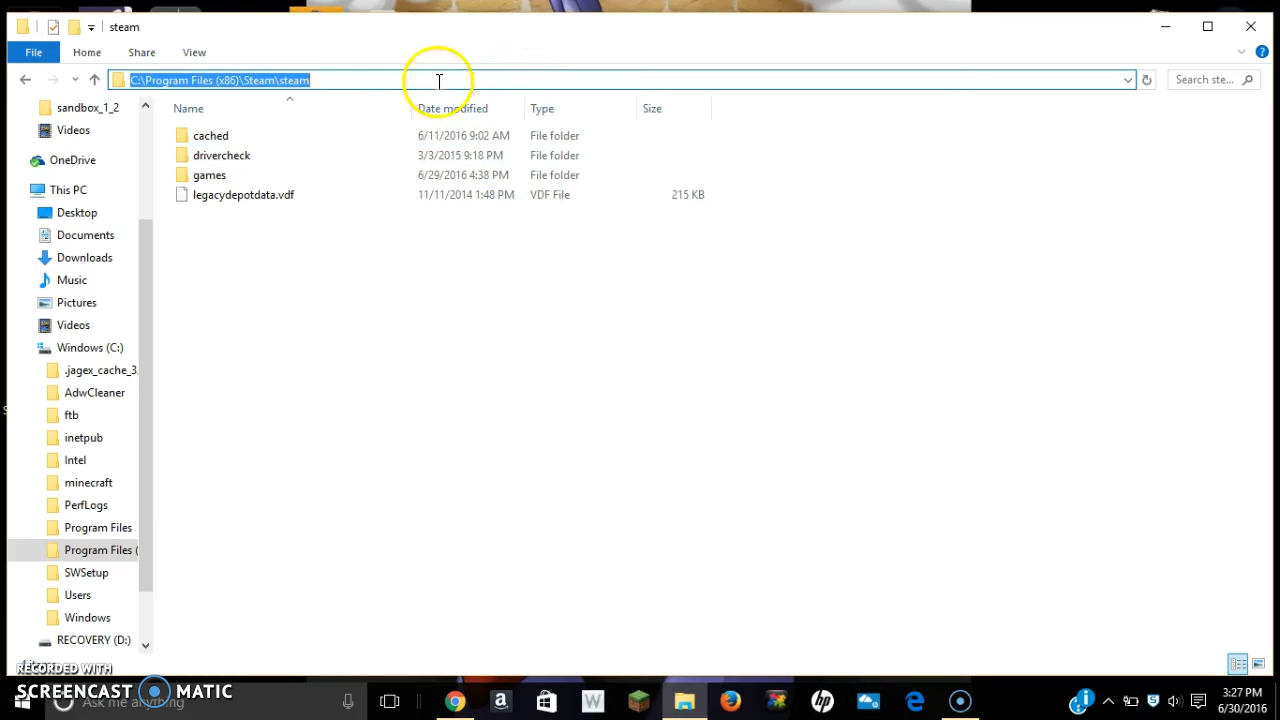 steam
File Home Share View
C:\Program Files (x86)\Steam\steam
Search ste...
Name Date modified Type Size
cached 6/11/2016 9:02 AM File folder
drivercheck 3/3/2015 9:18 PM File folder
games 6/29/2016 4:38 PM File folder
legacydepotdata.vdf 11/11/2014 1:48 PM VDF File 215 KB
sandbox_1_2
Videos
OneDrive
This PC
Desktop
Documents
Downloads
Music
Pictures
Videos
Windows (C:)
.jagex_cache_3
AdwCleaner
ftb
inetpub
Intel
minecraft
PerfLogs
Program Files
Program Files (
SWSetup
Users
Windows
RECOVERY (D:)
RECORDED WITH
SCREENCAST MATIC
Ask me anything
W
hp
3:27 PM
6/30/2016